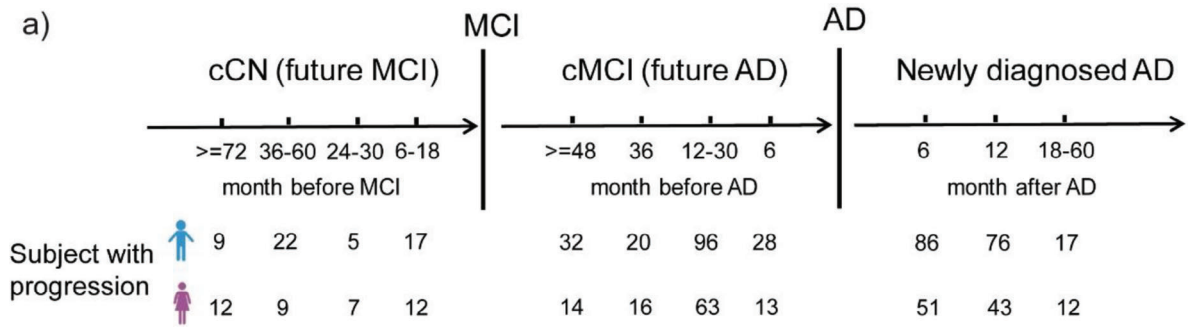 a)
MCI
AD
cCN (future MCI)
cMCI (future AD)
Newly diagnosed AD
>=72 36-60 24-30 6-18
>=48 36 12-30 6
6 12 18-60
month before MCI
month before AD
month after AD
Subject with
progression
9 22 5 17
32 20 96 28
86 76 17
12 9 7 12
14 16 63 13
51 43 12